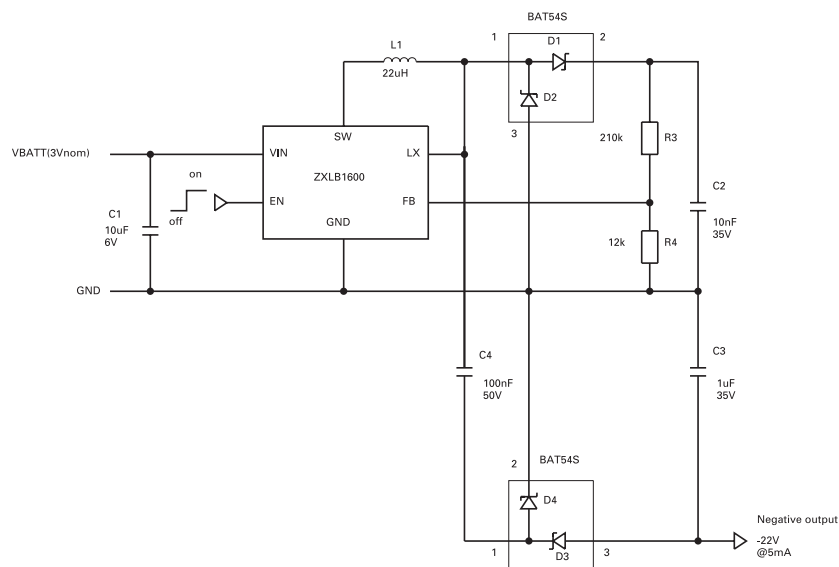 BAT54S
1
D1
2
L1
22uH
D2
3
SW
210k
R3
VBATT(3Vnom)
VIN
LX
ZXLB1600
on
off
EN
FB
C1
10uF
6V
GND
C2
10nF
35V
12k
R4
GND
C4
100nF
50V
C3
1uF
35V
2
BAT54S
D4
1
D3
3
Negative output
-22V
@5mA